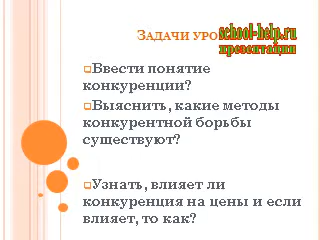 ЗАДАЧИ УРО
school-help.ru
презентации
Ввести понятие
конкуренции?
Выяснить, какие методы
конкурентной борьбы
существуют?
Узнать, влияет ли
конкуренция на цены и если
влияет, то как?